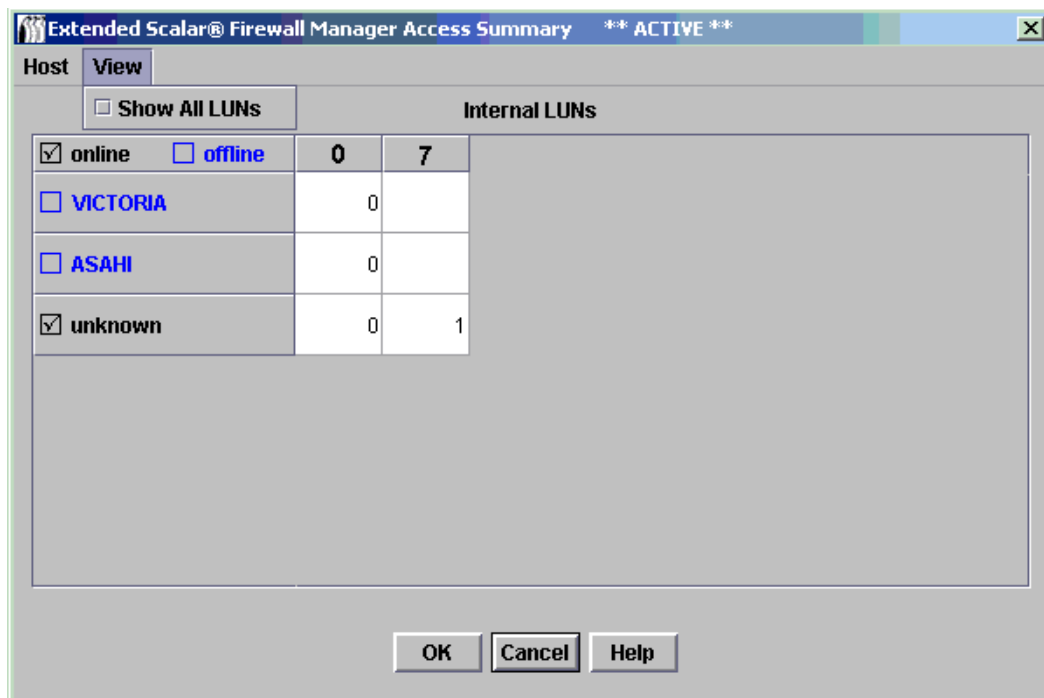 Extended Scalar® Firewall Manager Access Summary ** ACTIVE **
Host View
Show All LUNs
Internal LUNs
online offline 0 7
VICTORIA 0
ASAHI 0
unknown 0 1
OK Cancel Help